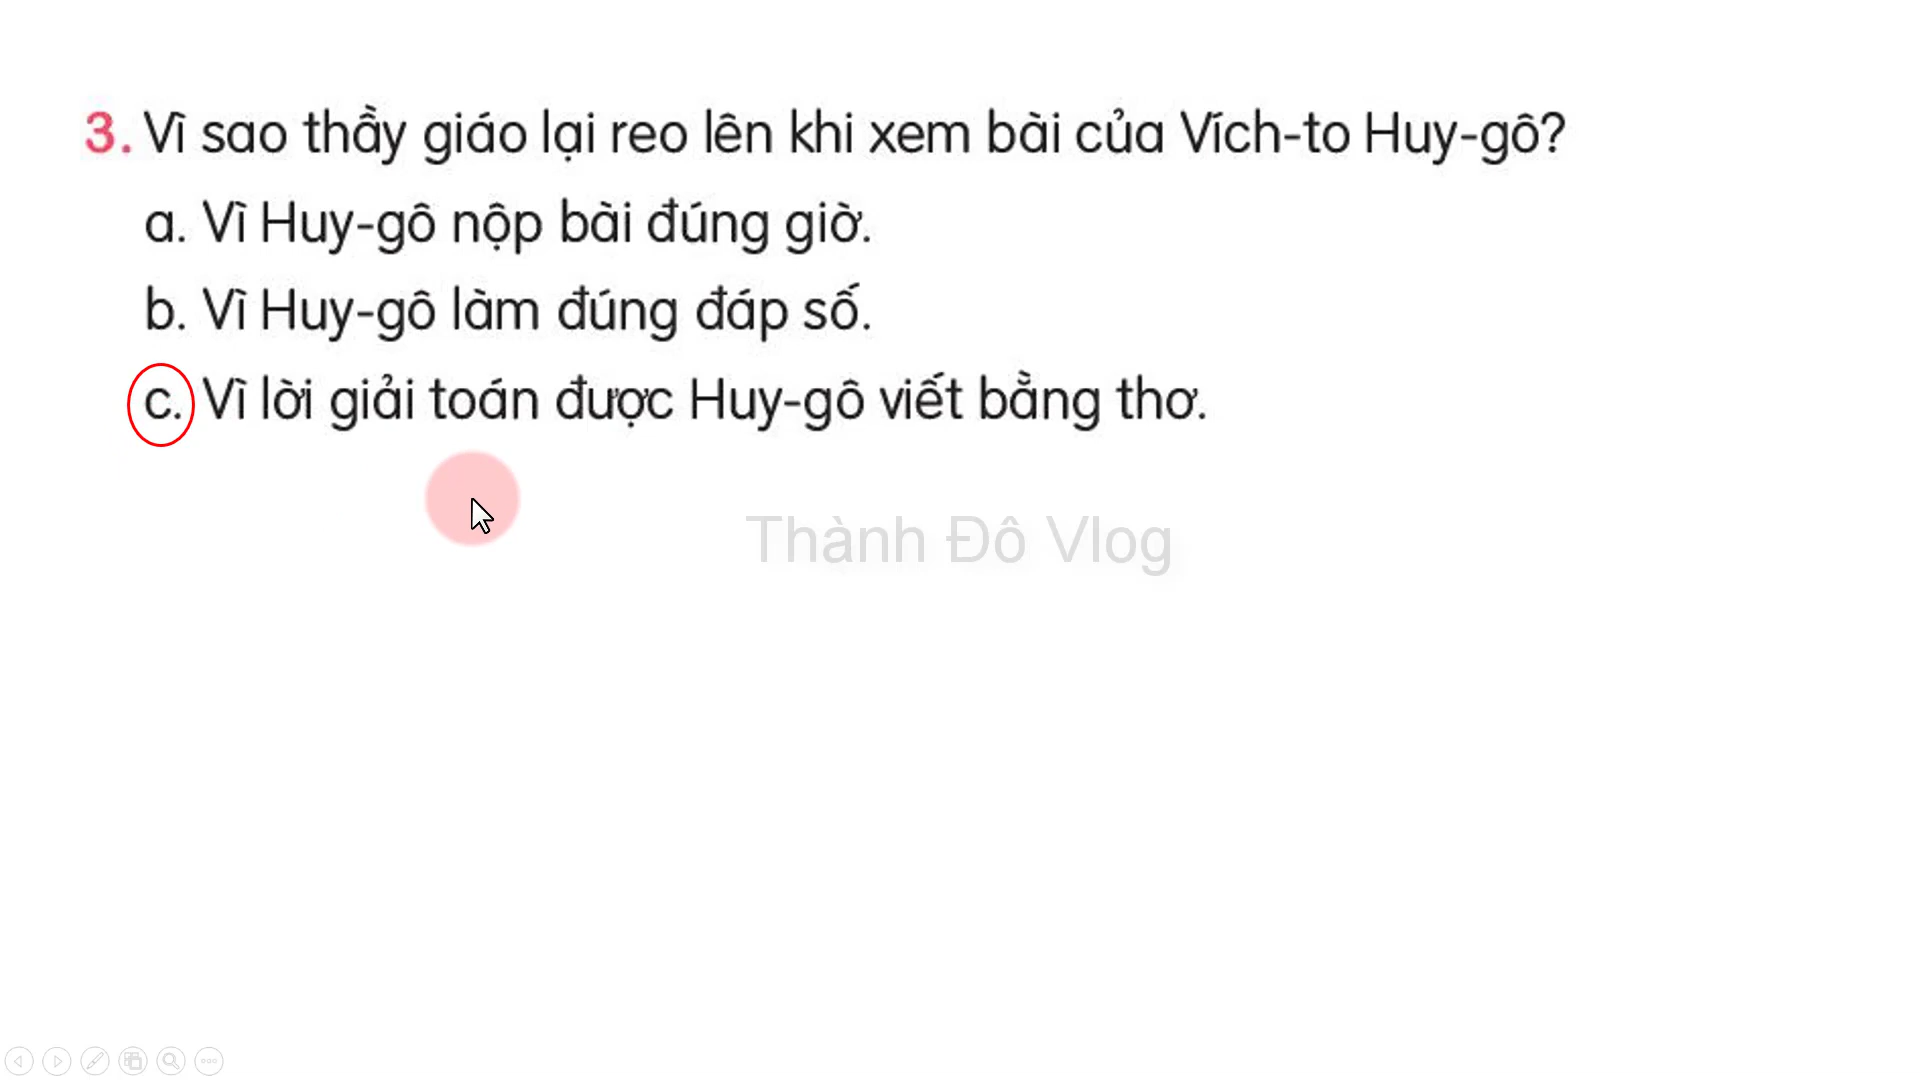 3. Vì sao thầy giáo lại reo lên khi xem bài của Vích-to Huy-gô?
a. Vì Huy-gô nộp bài đúng giờ.
b. Vì Huy-gô làm đúng đáp số.
c. Vì lời giải toán được Huy-gô viết bằng thơ.
Thành Đô Vlog